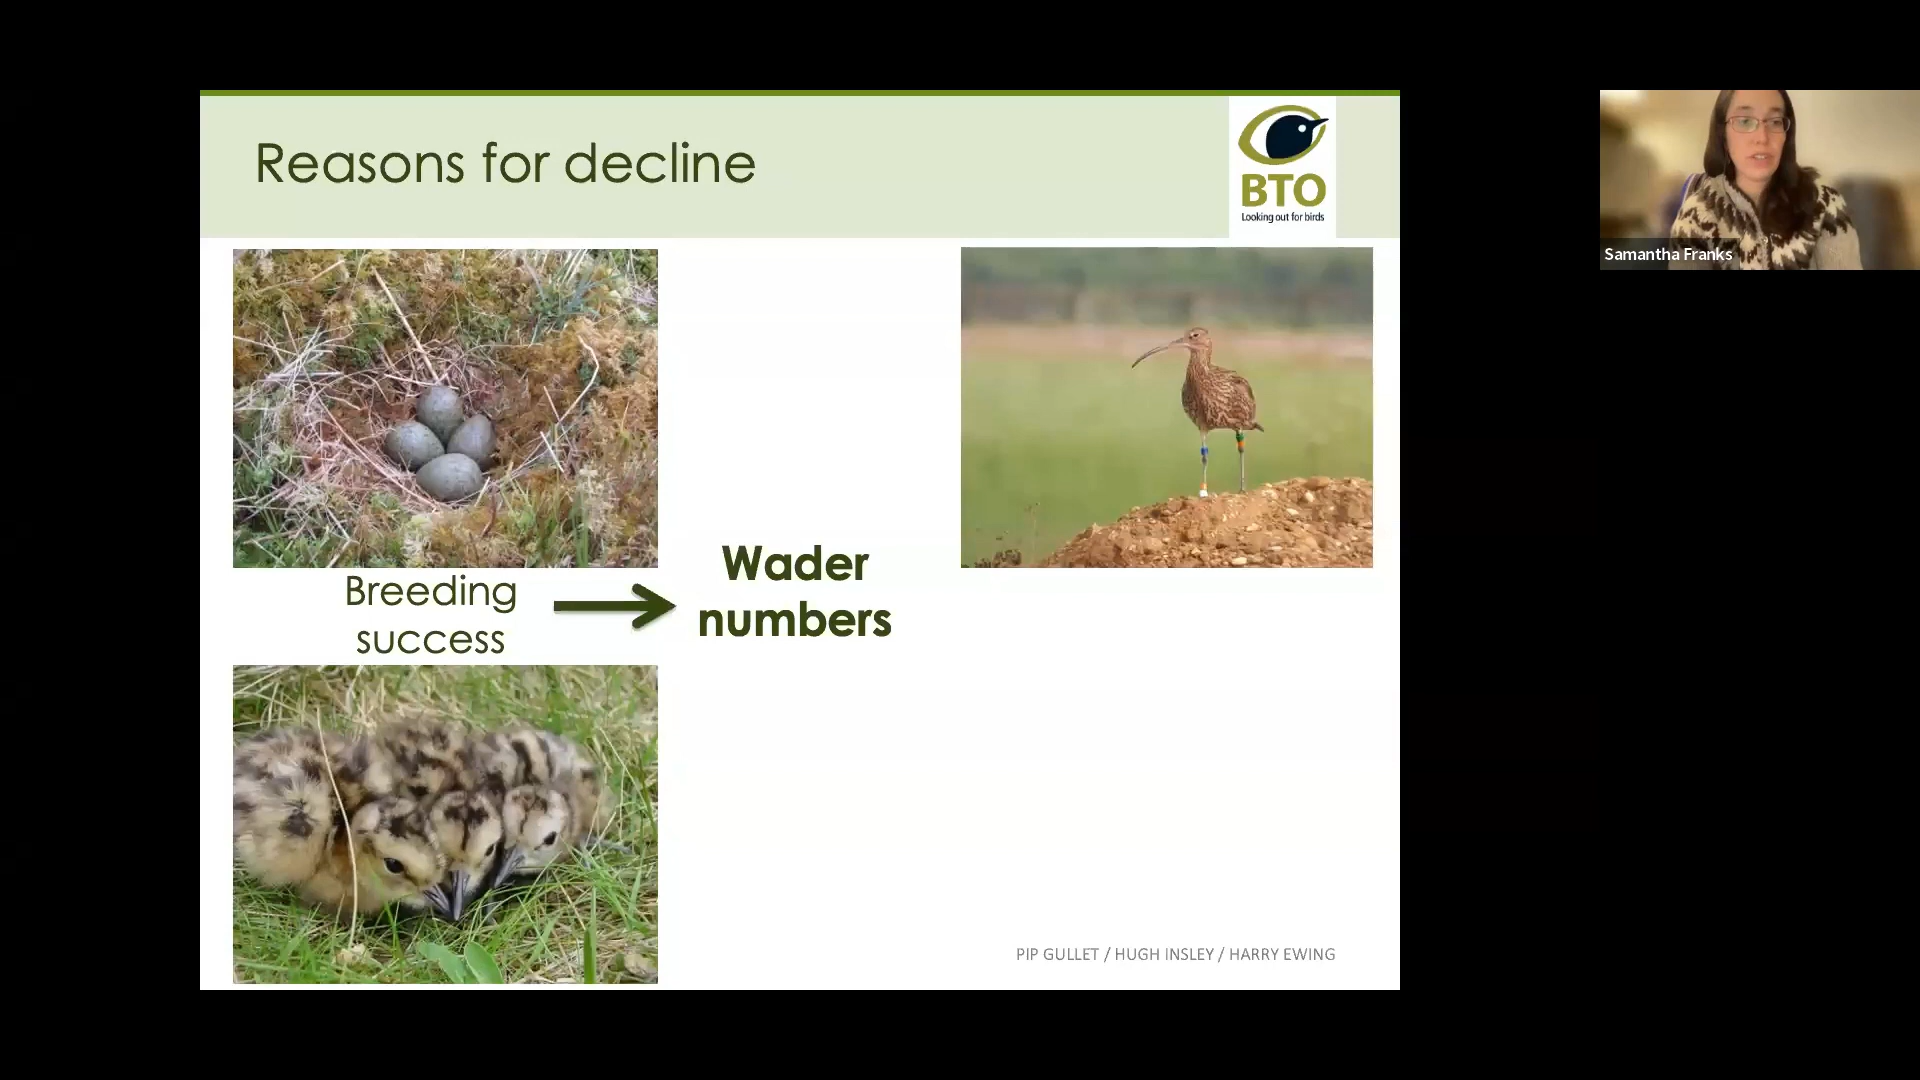 Reasons for decline
BTO
Looking out for birds
Samantha Franks
Breeding
success
Wader
numbers
PIP GULLET / HUGH INSLEY / HARRY EWING